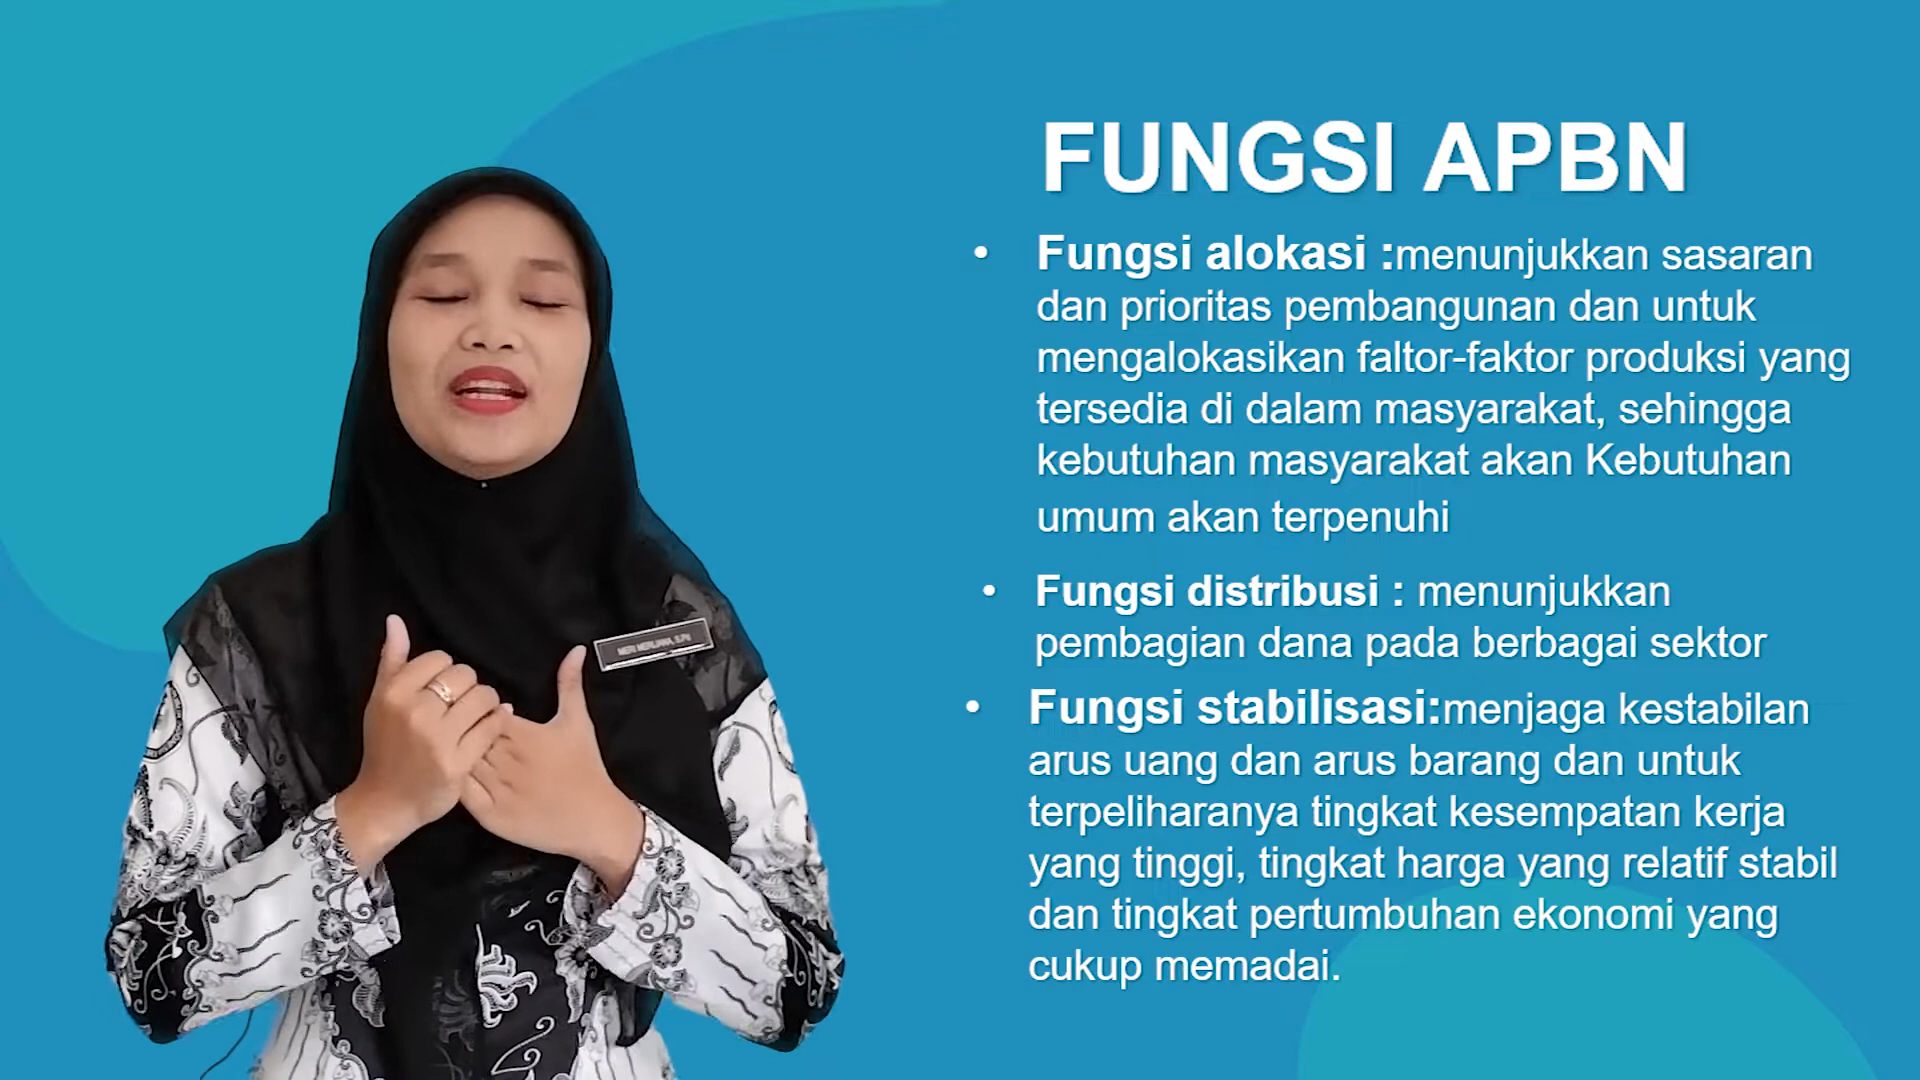 FUNGSI APBN
• Fungsi alokasi :menunjukkan sasaran
dan prioritas pembangunan dan untuk
mengalokasikan faltor-faktor produksi yang
tersedia di dalam masyarakat, sehingga
kebutuhan masyarakat akan Kebutuhan
umum akan terpenuhi
• Fungsi distribusi : menunjukkan
pembagian dana pada berbagai sektor
• Fungsi stabilisasi:menjaga kestabilan
arus uang dan arus barang dan untuk
terpeliharanya tingkat kesempatan kerja
yang tinggi, tingkat harga yang relatif stabil
dan tingkat pertumbuhan ekonomi yang
cukup memadai.